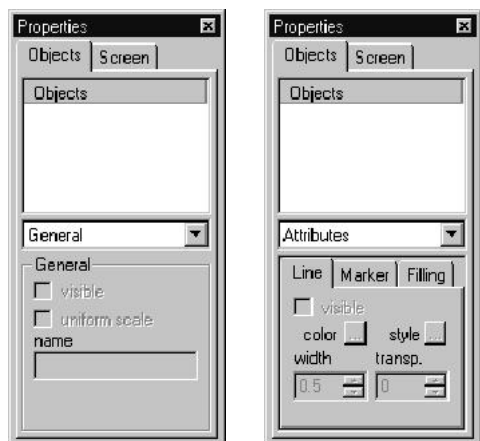 Properties
Objects Screen
Objects
General
General
visible
uniform scale
name
Properties
Objects Screen
Objects
Attributes
Line Marker Filling
visible
color ... style ...
width transp.
0.5 0